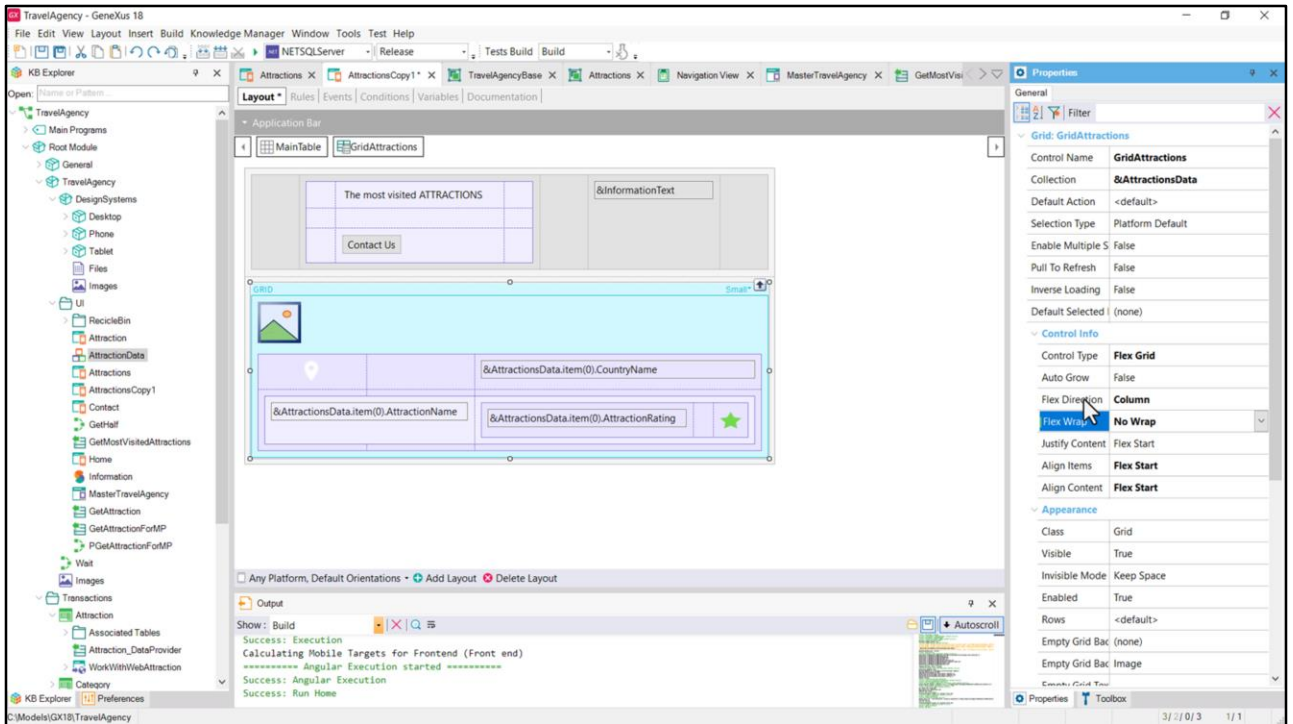 TravelAgency - GeneXus 18
File Edit View Layout Insert Build Knowledge Manager Window Tools Test Help
NETSQLServer Release Tests Build Build
KB Explorer
Open: Name or Pattern...
TravelAgency
Main Programs
Root Module
General
TravelAgency
DesignSystems
Desktop
Phone
Tablet
Files
Images
UI
RecicleBin
Attraction
AttractionData
Attractions
AttractionsCopy1
Contact
GetHalf
GetMostVisitedAttractions
Home
Information
MasterTravelAgency
GetAttraction
GetAttractionForMP
PGetAttractionForMP
Wait
Images
Transactions
Attraction
Associated Tables
Attraction_DataProvider
WorkWithWebAttraction
Category
KB Explorer Preferences
Attractions X AttractionsCopy1* X TravelAgencyBase X Attractions X Navigation View X MasterTravelAgency X GetMostVisi
Layout * Rules Events Conditions Variables Documentation
Application Bar
MainTable GridAttractions
The most visited ATTRACTIONS
&InformationText
Contact Us
GRID Small*
&AttractionsData.item(0).CountryName
&AttractionsData.item(0).AttractionName
&AttractionsData.item(0).AttractionRating
Any Platform, Default Orientations Add Layout Delete Layout
Output
Show: Build Autoscroll
Success: Execution
Calculating Mobile Targets for Frontend (Front end)
========== Angular Execution started ==========
Success: Angular Execution
Success: Run Home
Properties
General
Filter
Grid: GridAttractions
Control Name GridAttractions
Collection &AttractionsData
Default Action <default>
Selection Type Platform Default
Enable Multiple S False
Pull To Refresh False
Inverse Loading False
Default Selected (none)
Control Info
Control Type Flex Grid
Auto Grow False
Flex Direction Column
Flex Wrap No Wrap
Justify Content Flex Start
Align Items Flex Start
Align Content Flex Start
Appearance
Class Grid
Visible True
Invisible Mode Keep Space
Enabled True
Rows <default>
Empty Grid Bac (none)
Empty Grid Bac Image
Empty Grid Tex
Properties Toolbox
C:\Models\GX18\TravelAgency
3/2/0/3 1/1